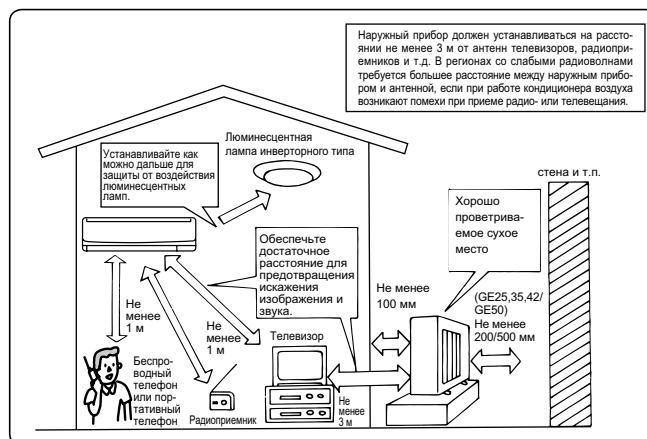 Наружный прибор должен устанавливаться на рассто-
янии не менее 3 м от антенн телевизоров, радиопри-
емников и т.д. В регионах со слабыми радиоволнами
требуется большее расстояние между наружным прибо-
ром и антенной, если при работе кондиционера воздуха
возникают помехи при приеме радио- или телевещания.
Люминесцентная
лампа инверторного типа
Устанавливайте как
можно дальше для
защиты от воздействия
люминесцентных
ламп.
стена и т.п.
Хорошо
проветрива-
емое сухое
место
Обеспечьте
достаточное
расстояние для
предотвращения
искажения
изображения и
звука.
Не менее
100 мм
(GE25,35,42/
GE50)
Не менее
200/500 мм
Не
менее
1 м
Не
менее
1 м
Телевизор
Беспро-
водный
телефон
или пор-
тативный
телефон
Радиоприемник
Не
менее
3 м